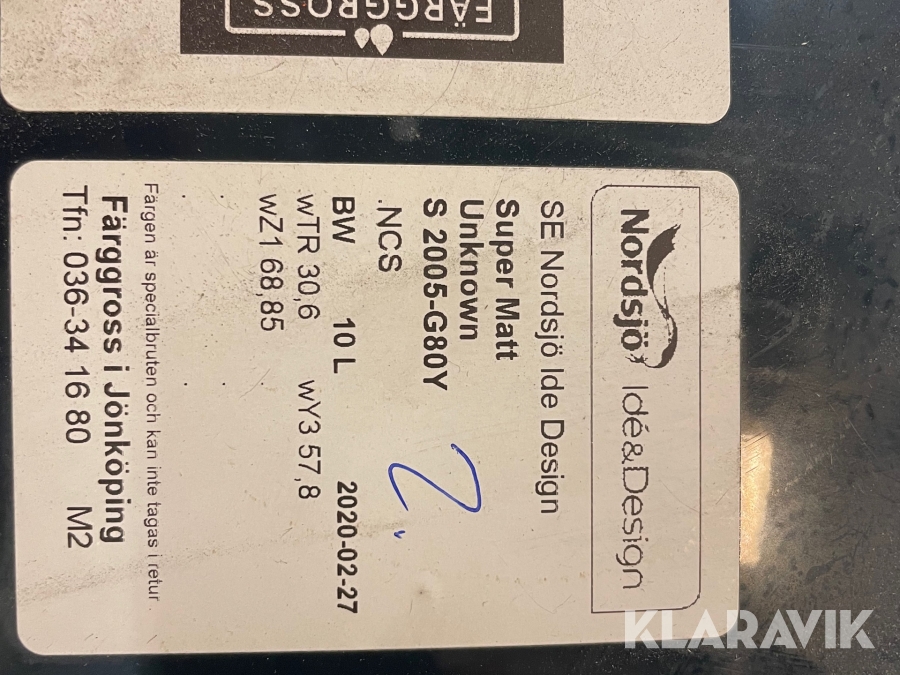 FÄRGGROSS
Nordsjö Idé&Design
SE Nordsjö Ide Design
Super Matt
Unknown
S 2005-G80Y
.NCS
2.
BW 10 L 2020-02-27
wTR 30,6 wY3 57,8
wZ1 68,85
Färgen är specialbruten och kan inte tagas i retur.
Färggross i Jönköping
Tfn: 036-34 16 80 M2
KLARAVIK